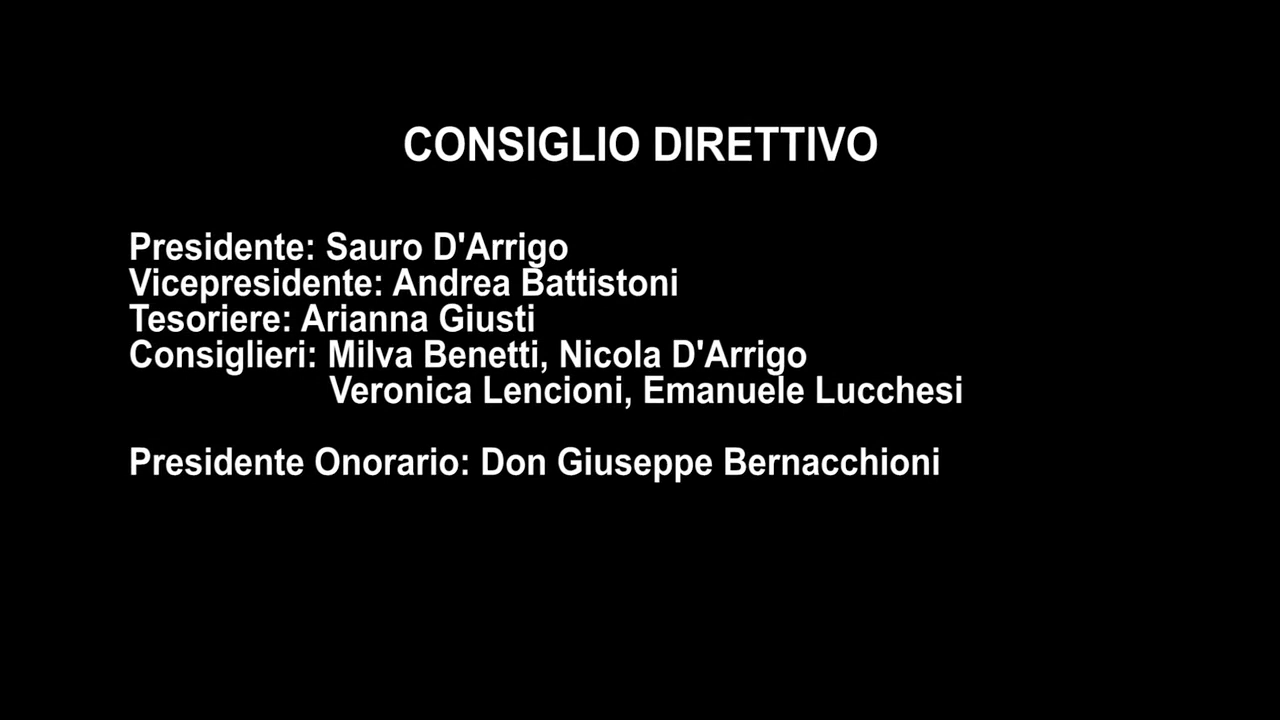 CONSIGLIO DIRETTIVO
Presidente: Sauro D'Arrigo
Vicepresidente: Andrea Battistoni
Tesoriere: Arianna Giusti
Consiglieri: Milva Benetti, Nicola D'Arrigo
Veronica Lencioni, Emanuele Lucchesi
Presidente Onorario: Don Giuseppe Bernacchioni